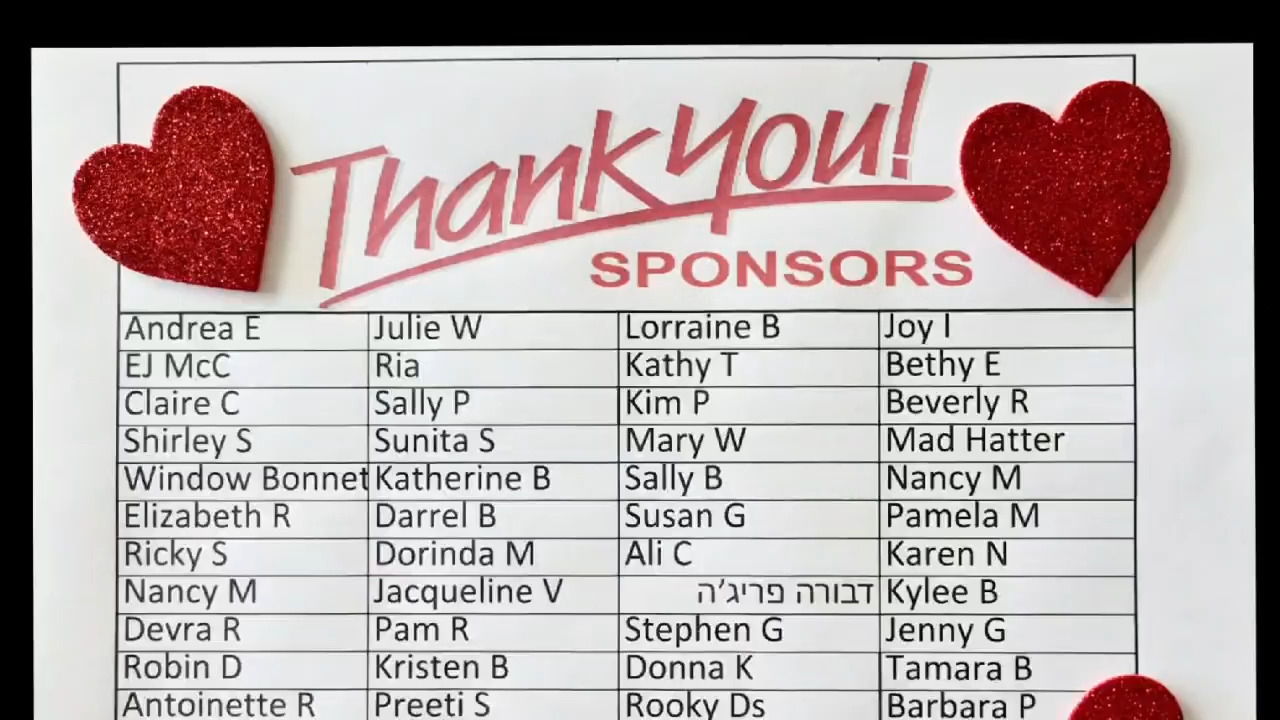 Thank You!
SPONSORS
Andrea E Julie W Lorraine B Joy I
EJ McC Ria Kathy T Bethy E
Claire C Sally P Kim P Beverly R
Shirley S Sunita S Mary W Mad Hatter
Window Bonnet Katherine B Sally B Nancy M
Elizabeth R Darrel B Susan G Pamela M
Ricky S Dorinda M Ali C Karen N
Nancy M Jacqueline V דבורה פריג'ה Kylee B
Devra R Pam R Stephen G Jenny G
Robin D Kristen B Donna K Tamara B
Antoinette R Preeti S Rooky Ds Barbara P